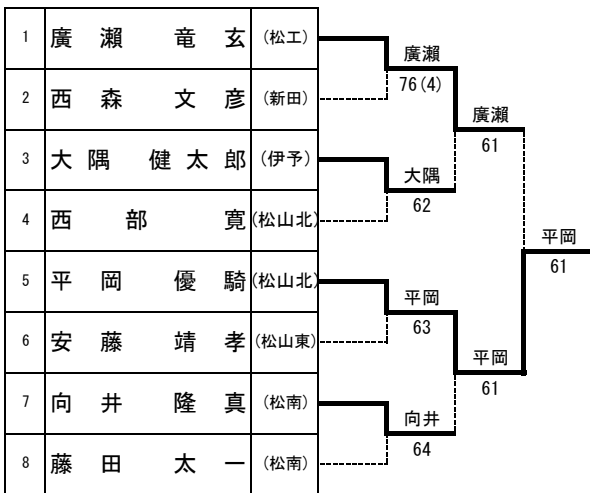 1 廣瀬 竜玄 (松工)
2 西森 文彦 (新田)
3 大隅 健太郎 (伊予)
4 西部 寛 (松山北)
5 平岡 優騎 (松山北)
6 安藤 靖孝 (松山東)
7 向井 隆真 (松南)
8 藤田 太一 (松南)
廣瀬
76(4)
大隅
62
平岡
63
向井
64
廣瀬
61
平岡
61
平岡
61